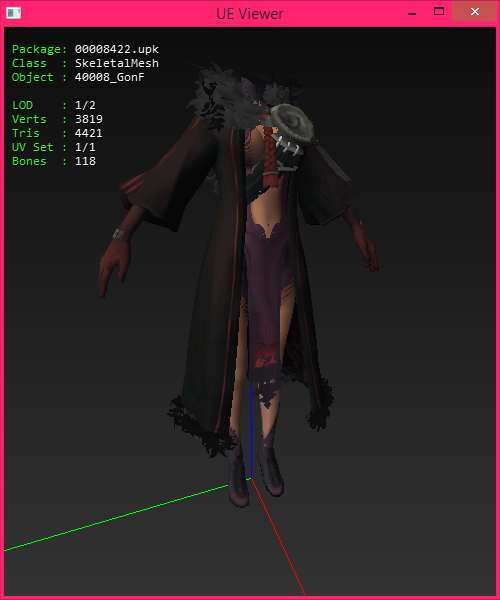 UE Viewer
Package: 00008422.upk
Class  : SkeletalMesh
Object : 40008_GonF
LOD    : 1/2
Verts  : 3819
Tris   : 4421
UV Set : 1/1
Bones  : 118